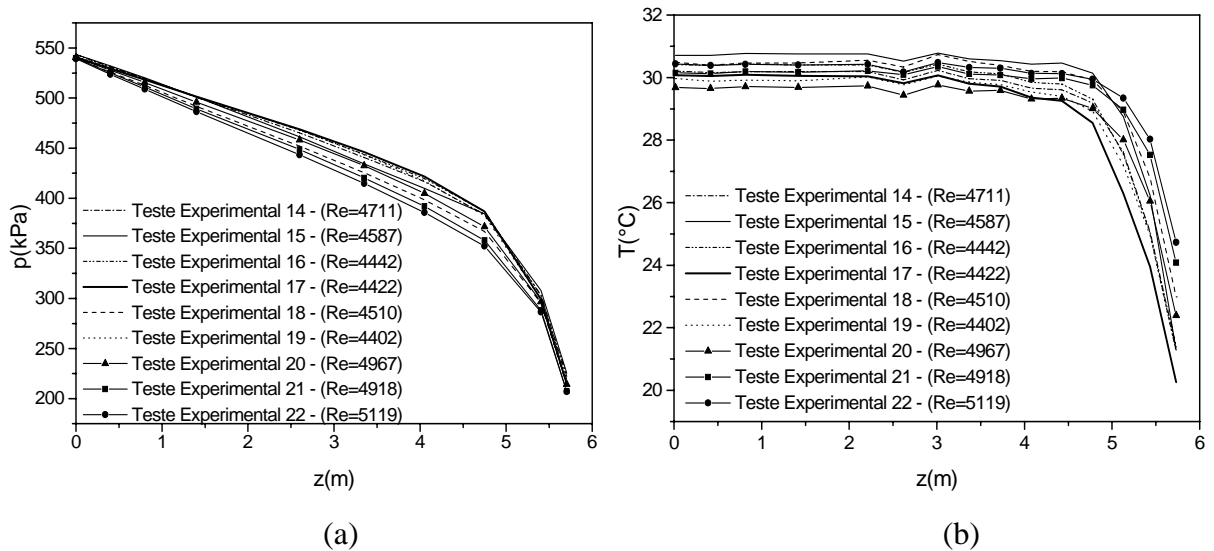 550
500
450
400
350
300
250
200
p(kPa)
Teste Experimental 14 - (Re=4711)
Teste Experimental 15 - (Re=4587)
Teste Experimental 16 - (Re=4442)
Teste Experimental 17 - (Re=4422)
Teste Experimental 18 - (Re=4510)
Teste Experimental 19 - (Re=4402)
Teste Experimental 20 - (Re=4967)
Teste Experimental 21 - (Re=4918)
Teste Experimental 22 - (Re=5119)
0 1 2 3 4 5 6
z(m)
(a)
32
30
28
26
24
22
20
T(°C)
Teste Experimental 14 - (Re=4711)
Teste Experimental 15 - (Re=4587)
Teste Experimental 16 - (Re=4442)
Teste Experimental 17 - (Re=4422)
Teste Experimental 18 - (Re=4510)
Teste Experimental 19 - (Re=4402)
Teste Experimental 20 - (Re=4967)
Teste Experimental 21 - (Re=4918)
Teste Experimental 22 - (Re=5119)
0 1 2 3 4 5 6
z(m)
(b)